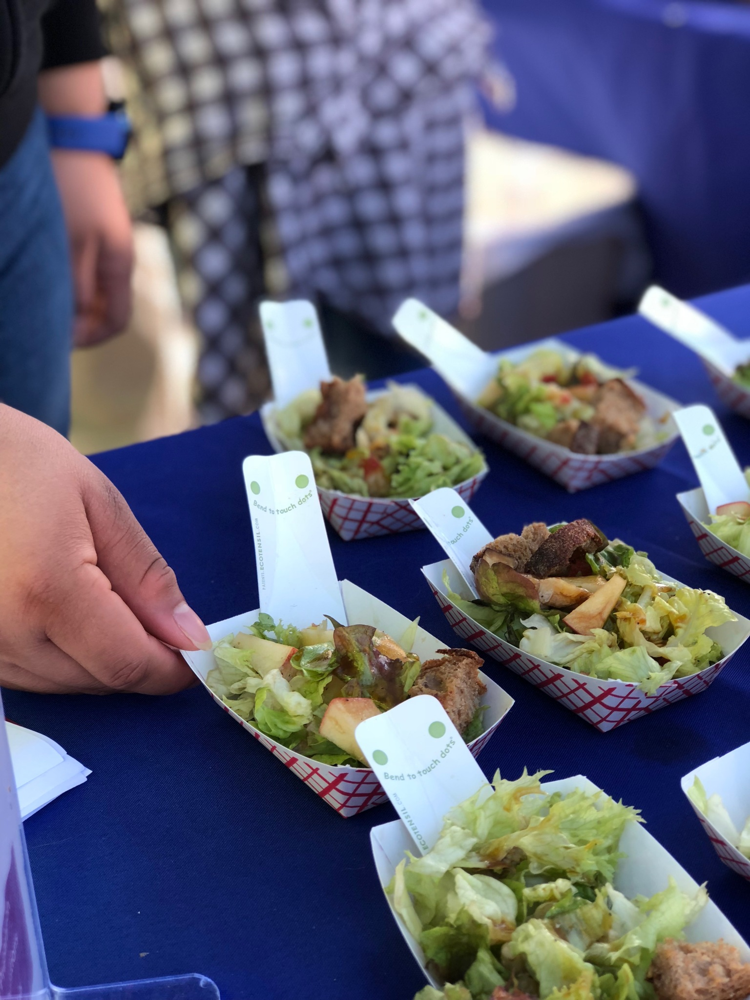 Bend to touch dots®
PATENTS: ECOTENSIL.COM
touch dots®
Bend to touch dots®
ECOTENSIL.COM